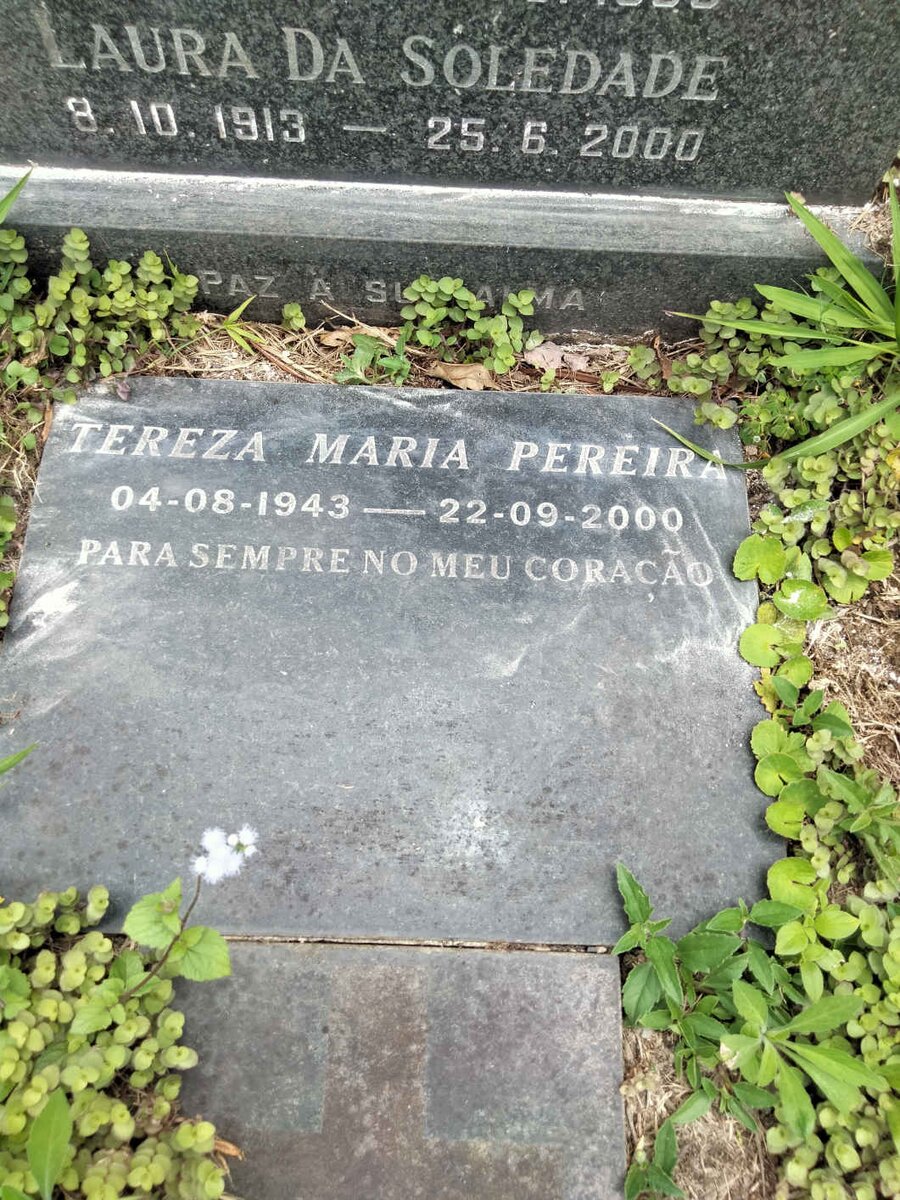 LAURA DA SOLEDADE
8.10.1913 — 25.6.2000
PAZ À ALMA
TEREZA MARIA PEREIRA
04-08-1943 — 22-09-2000
PARA SEMPRE NO MEU CORAÇÃO